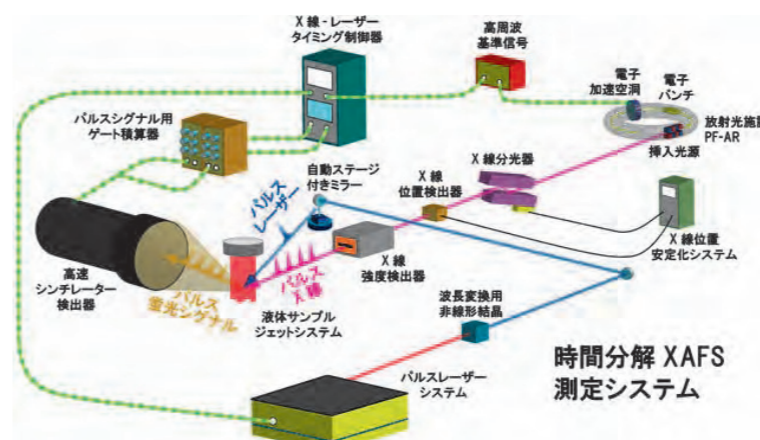 X 線 - レーザー
タイミング制御器
高周波
基準信号
電子
加速空洞
電子
バンチ
放射光施設
PF-AR
挿入光源
パルスシグナル用
ゲート積算器
自動ステージ
付きミラー
X 線
位置検出器
X 線分光器
パルス
レーザー
X 線位置
安定化システム
高速
シンチレーター
検出器
パルス
蛍光シグナル
液体サンプル
ジェットシステム
パルス
X 線
X 線
強度検出器
波長変換用
非線形結晶
パルスレーザー
システム
時間分解 XAFS
測定システム